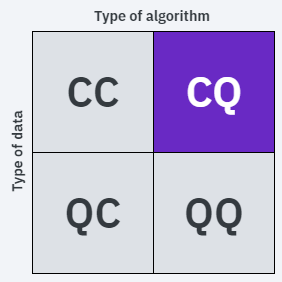 Type of algorithm
Type of data
CC CQ
QC QQ